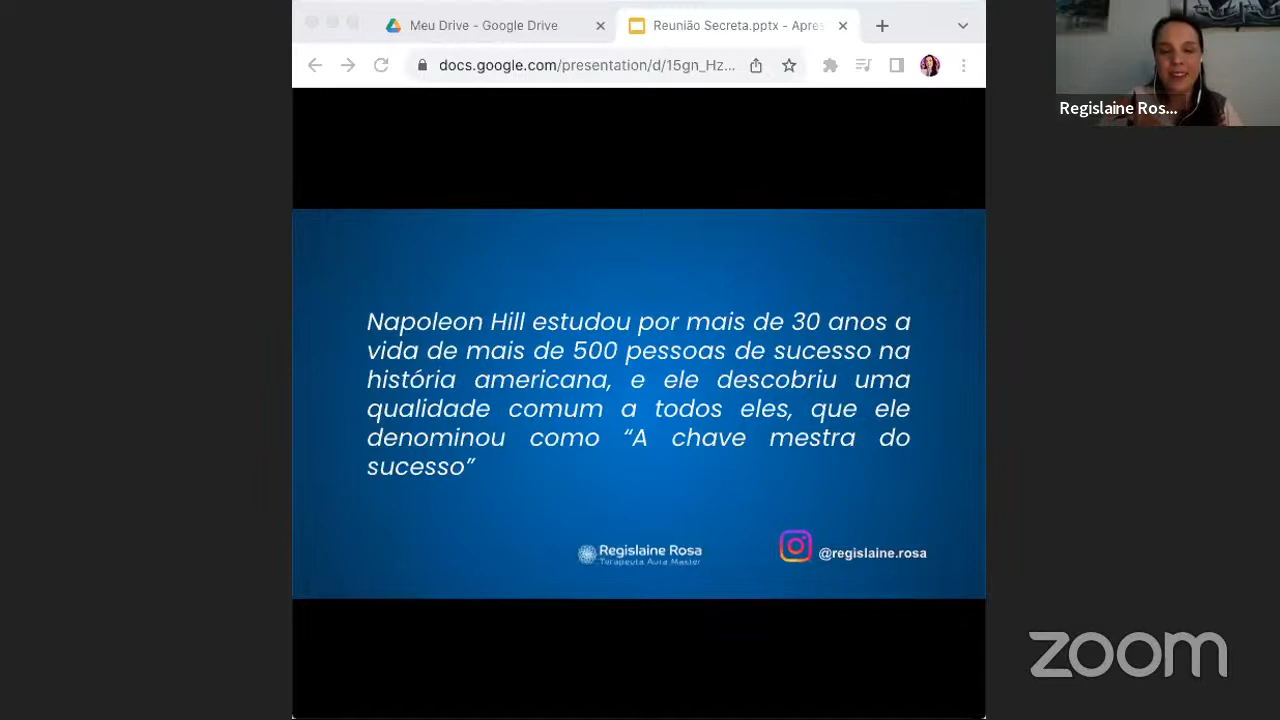 Meu Drive - Google Drive
Reunião Secreta.pptx - Apres
docs.google.com/presentation/d/15gn_Hz...
Regislaine Ros...
Napoleon Hill estudou por mais de 30 anos a
vida de mais de 500 pessoas de sucesso na
história americana, e ele descobriu uma
qualidade comum a todos eles, que ele
denominou como “A chave mestra do
sucesso”
Regislaine Rosa
Terapeuta Aura Master
@regislaine.rosa
zoom